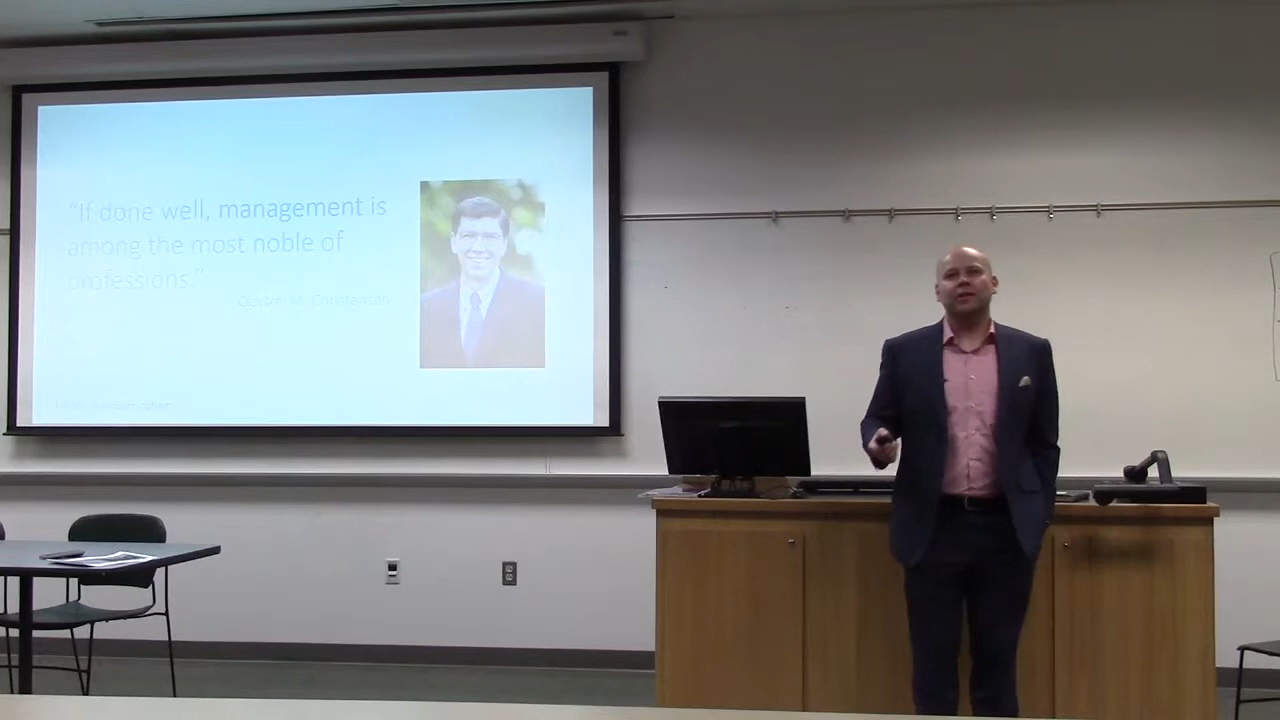 “If done well, management is
among the most noble of
professions.”
Clayton M. Christensen